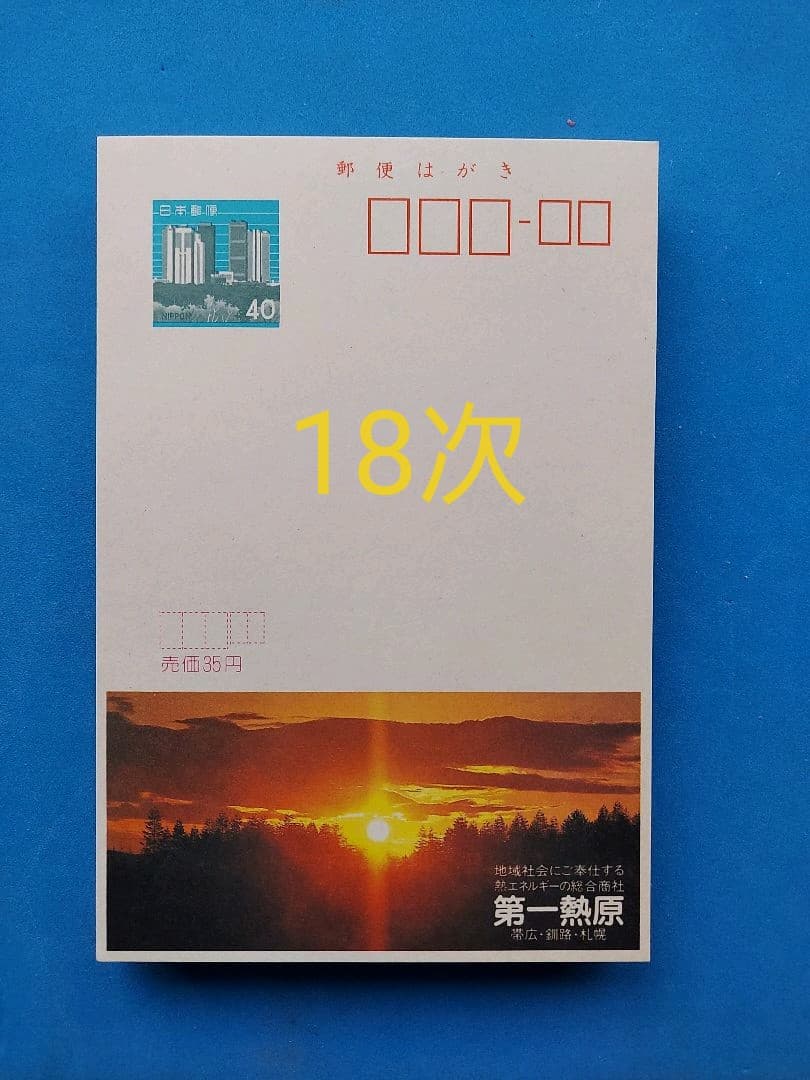 郵便はがき
日本郵便
NIPPON 40
18次
売価35円
地域社会にご奉仕する
熱エネルギーの総合商社
第一熱原
帯広・釧路・札幌